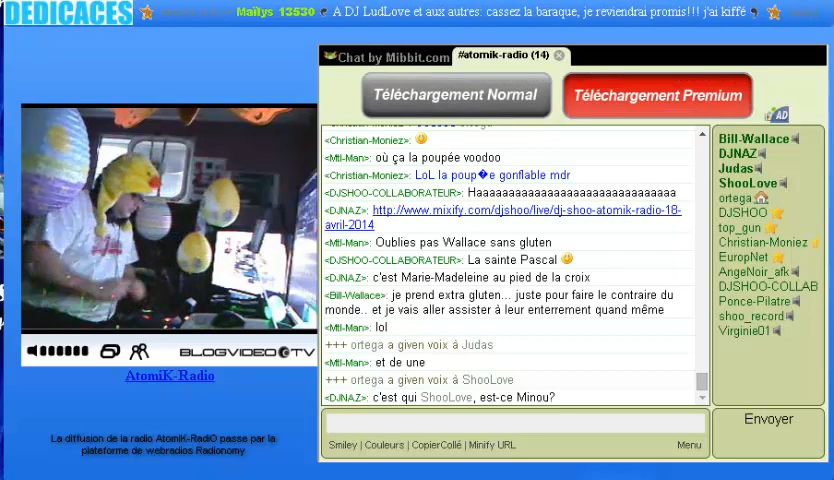 DEDICACES
Maïlys 13530 A DJ LudLove et aux autres: cassez la baraque, je reviendrai promis!!! j'ai kiffé
Chat by Mibbit.com #atomik-radio (14)
Téléchargement Normal Téléchargement Premium
AD
<Christian-Moniez>:
<Mtl-Man>: où ça la poupée voodoo
<Christian-Moniez>: LoL la poup�e gonflable mdr
<DJSHOO-COLLABORATEUR>: Haaaaaaaaaaaaaaaaaaaaaaaaaaaaaaa
<DJNAZ>: http://www.mixify.com/djshoo/live/dj-shoo-atomik-radio-18-
avril-2014
<Mtl-Man>: Oublies pas Wallace sans gluten
<DJSHOO-COLLABORATEUR>: La sainte Pascal
<DJNAZ>: c'est Marie-Madeleine au pied de la croix
<Bill-Wallace>: je prend extra gluten... juste pour faire le contraire du
monde.. et je vais aller assister à leur enterrement quand même
<Mtl-Man>: lol
+++ ortega a given voix à Judas
<Mtl-Man>: et de une
+++ ortega a given voix à ShooLove
<DJNAZ>: c'est qui ShooLove, est-ce Minou?
Bill-Wallace
DJNAZ
Judas
ShooLove
ortega
DJSHOO
top_gun
Christian-Moniez
EuropNet
AngeNoir_afk
DJSHOO-COLLAB
Ponce-Pilatre
shoo_record
Virginie01
Smiley | Couleurs | CopierCollé | Minify URL Menu
Envoyer
BLOGVIDEO TV
AtomiK-Radio
La diffusion de la radio AtomiK-RadiO passe par la
plateforme de webradios Radionomy